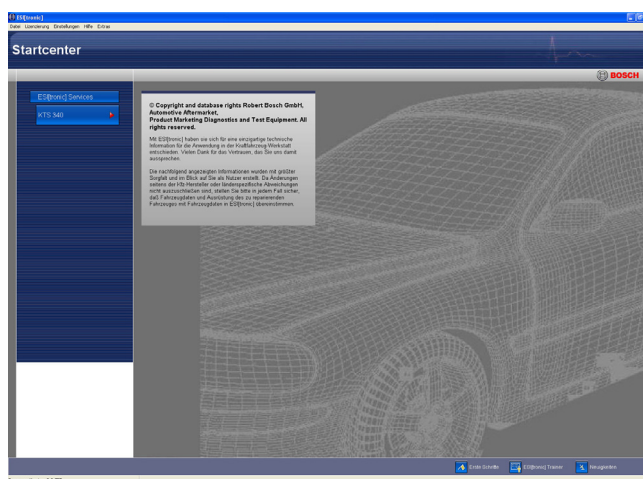 ESI[tronic]
Datei Lizenzierung Einstellungen Hilfe Extras
Startcenter
BOSCH
ESI[tronic] Services
KTS 340
© Copyright and database rights Robert Bosch GmbH,
Automotive Aftermarket,
Product Marketing Diagnostics and Test Equipment. All
rights reserved.
Mit ESI[tronic] haben sie sich für eine einzigartige technische
Information für die Anwendung in der Kraftfahrzeug-Werkstatt
entschieden. Vielen Dank für das Vertrauen, das Sie uns damit
aussprechen.
Die nachfolgend angezeigten Informationen wurden mit größter
Sorgfalt und im Blick auf Sie als Nutzer erstellt. Da Änderungen
seitens der Kfz-Hersteller oder länderspezifische Abweichungen
nicht auszuschließen sind, stellen Sie bitte in jedem Fall sicher,
daß Fahrzeugdaten und Ausrüstung des zu reparierenden
Fahrzeuges mit Fahrzeugdaten in ESI[tronic] übereinstimmen.
Erste Schritte ESI[tronic] Trainer Neuigkeiten